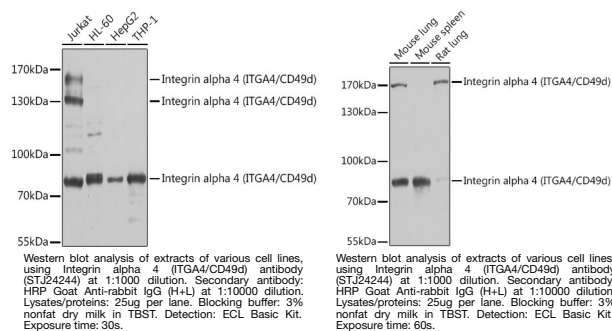 Jurkat
HL-60
HepG2
THP-1
170kDa
130kDa
100kDa
70kDa
55kDa
Integrin alpha 4 (ITGA4/CD49d)
Integrin alpha 4 (ITGA4/CD49d)
Integrin alpha 4 (ITGA4/CD49d)
Western blot analysis of extracts of various cell lines,
using Integrin alpha 4 (ITGA4/CD49d) antibody
(STJ24244) at 1:1000 dilution. Secondary antibody:
HRP Goat Anti-rabbit IgG (H+L) at 1:10000 dilution.
Lysates/proteins: 25ug per lane. Blocking buffer: 3%
nonfat dry milk in TBST. Detection: ECL Basic Kit.
Exposure time: 30s.
Mouse lung
Mouse spleen
Rat lung
170kDa
130kDa
100kDa
70kDa
55kDa
Integrin alpha 4 (ITGA4/CD49d)
Integrin alpha 4 (ITGA4/CD49d)
Western blot analysis of extracts of various cell lines
using Integrin alpha 4 (ITGA4/CD49d) antibody
(STJ24244) at 1:1000 dilution. Secondary antibody
HRP Goat Anti-rabbit IgG (H+L) at 1:10000 dilution
Lysates/proteins: 25ug per lane. Blocking buffer: 3%
nonfat dry milk in TBST. Detection: ECL Basic Kit
Exposure time: 60s.